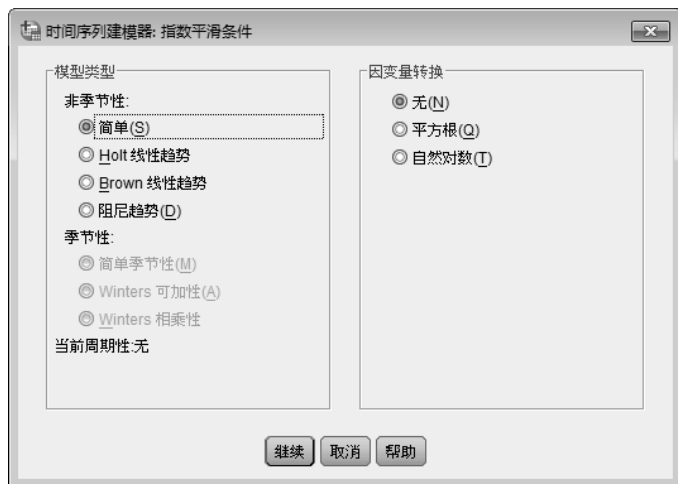 时间序列建模器: 指数平滑条件
模型类型
非季节性:
简单(S)
Holt 线性趋势
Brown 线性趋势
阻尼趋势(D)
季节性:
简单季节性(M)
Winters 可加性(A)
Winters 相乘性
当前周期性:无
因变量转换
无(N)
平方根(Q)
自然对数(T)
继续 取消 帮助